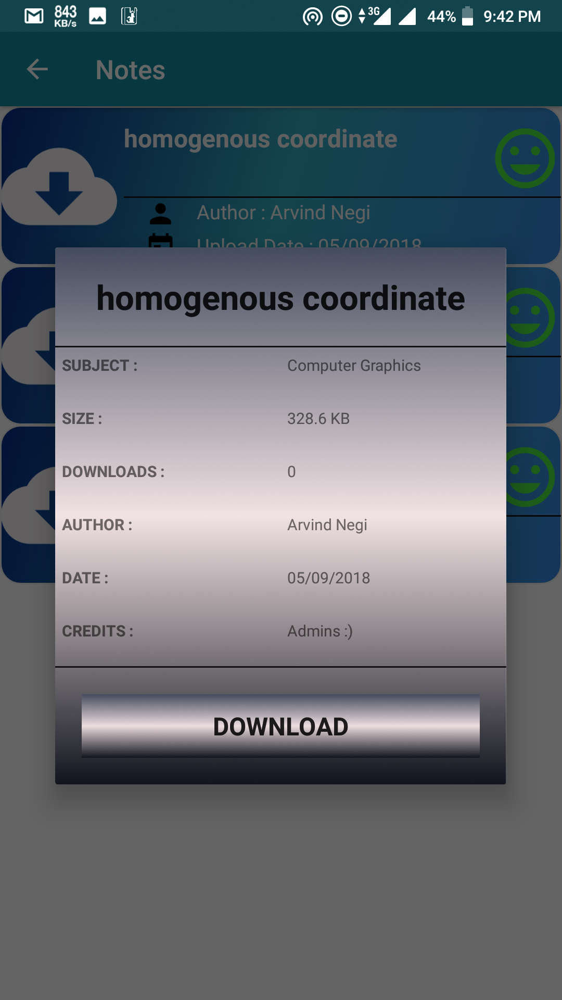 843
KB/s
3G
44%
9:42 PM
Notes
homogenous coordinate
Author : Arvind Negi
Upload Date : 05/09/2018
homogenous coordinate
SUBJECT : Computer Graphics
SIZE : 328.6 KB
DOWNLOADS : 0
AUTHOR : Arvind Negi
DATE : 05/09/2018
CREDITS : Admins :)
DOWNLOAD